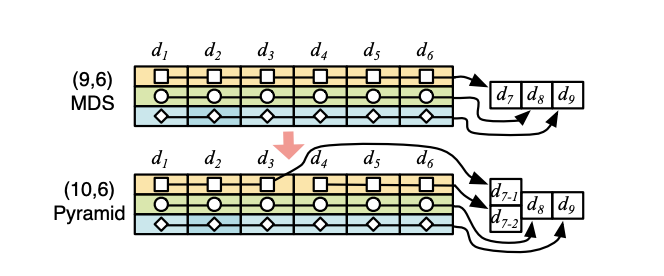 d1 d2 d3 d4 d5 d6
(9,6)
MDS
d7 d8 d9
d1 d2 d3 d4 d5 d6
(10,6)
Pyramid
d7-1
d7-2 d8 d9